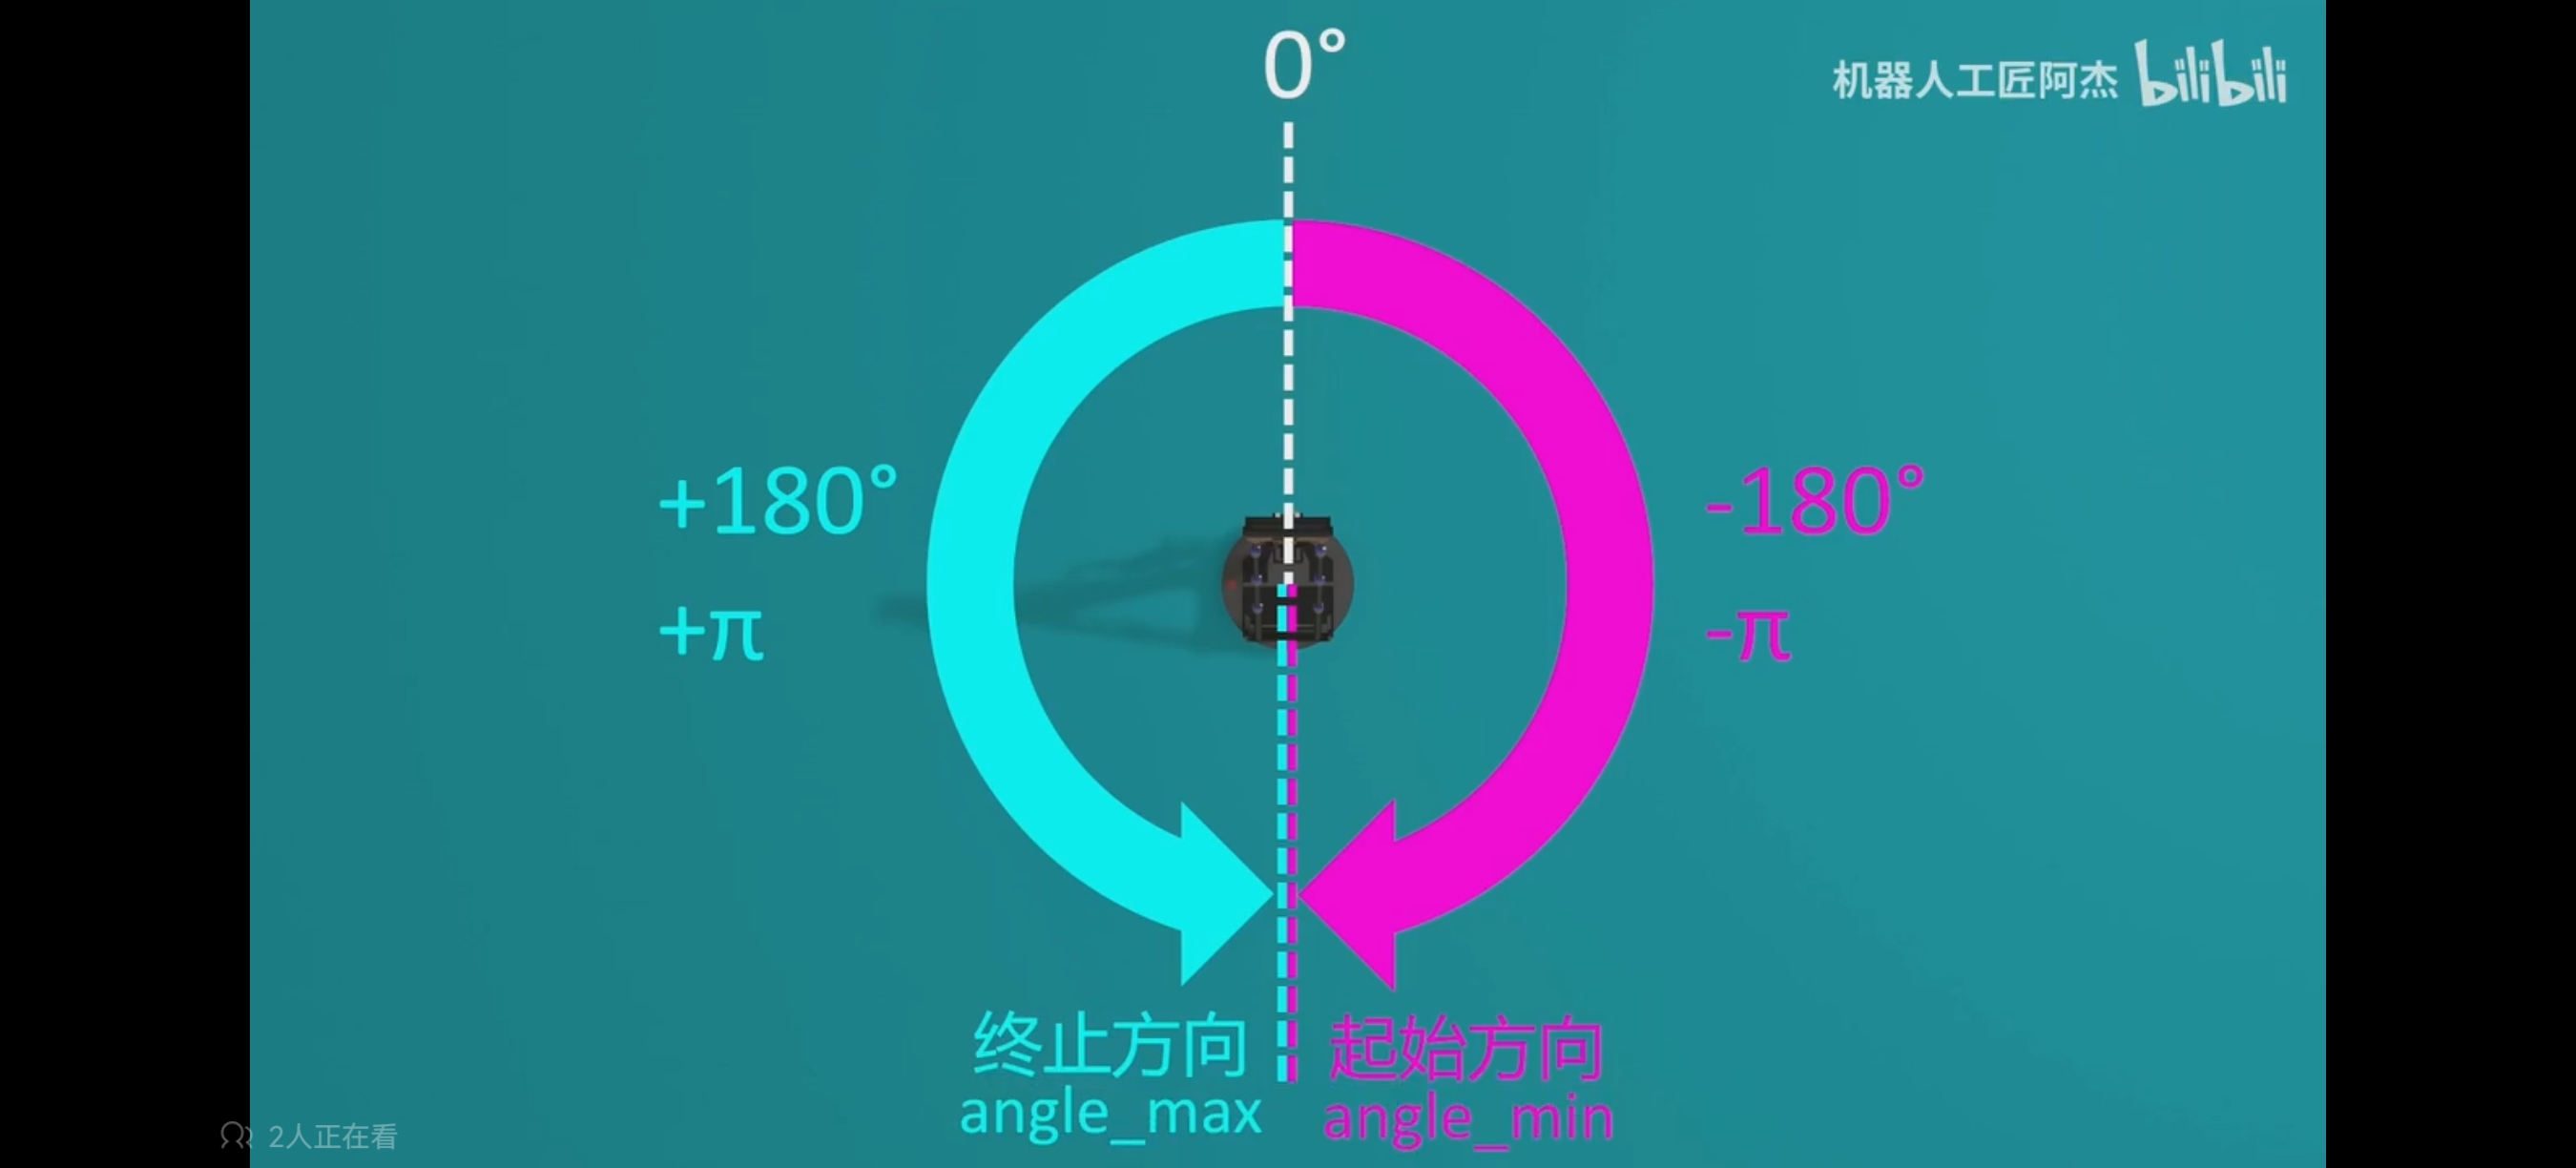 0°
机器人工匠阿杰 bilibili
+180°
-180°
+π
-π
终止方向
起始方向
angle_max
angle_min
2人正在看